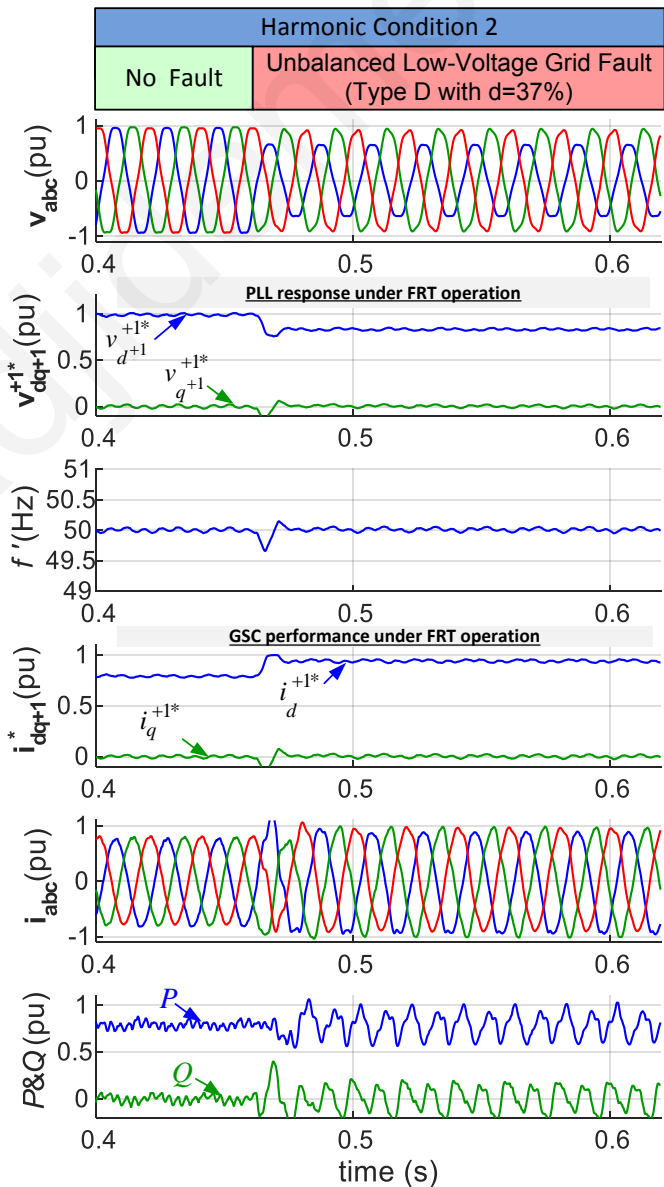 Harmonic Condition 2
No Fault
Unbalanced Low-Voltage Grid Fault
(Type D with d=37%)
v_abc(pu)
1
0
-1
0.4 0.5 0.6
PLL response under FRT operation
v^{+1*}_{dq+1}(pu)
1
0.5
0
v^{+1*}_{d+1}
v^{+1*}_{q+1}
0.4 0.5 0.6
f '(Hz)
51
50.5
50
49.5
49
0.4 0.5 0.6
GSC performance under FRT operation
i^{*}_{dq+1}(pu)
1
0.5
0
i^{+1*}_{q}
i^{+1*}_{d}
0.4 0.5 0.6
i_abc(pu)
1
0
-1
0.4 0.5 0.6
P&Q(pu)
1
0.5
0
P
Q
0.4 0.5 0.6
time (s)